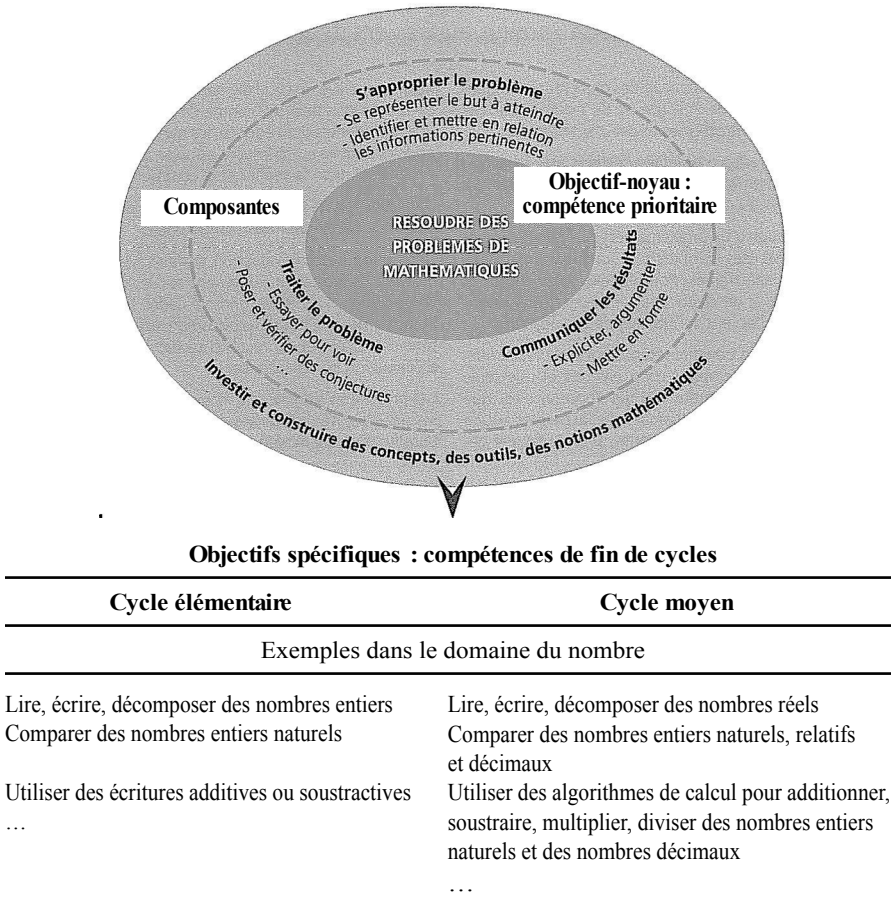 S'approprier le problème
- Se représenter le but à atteindre
- Identifier et mettre en relation
les informations pertinentes
Composantes
Objectif-noyau :
compétence prioritaire
RESOUDRE DES
PROBLEMES DE
MATHEMATIQUES
Traiter le problème
- Essayer pour voir
- Poser et vérifier des conjectures
...
Communiquer les résultats
- Expliciter, argumenter
- Mettre en forme
...
Investir et construire des concepts, des outils, des notions mathématiques
.
Objectifs spécifiques : compétences de fin de cycles
Cycle élémentaire
Cycle moyen
Exemples dans le domaine du nombre
Lire, écrire, décomposer des nombres entiers
Comparer des nombres entiers naturels
Utiliser des écritures additives ou soustractives
…
Lire, écrire, décomposer des nombres réels
Comparer des nombres entiers naturels, relatifs
et décimaux
Utiliser des algorithmes de calcul pour additionner,
soustraire, multiplier, diviser des nombres entiers
naturels et des nombres décimaux
…